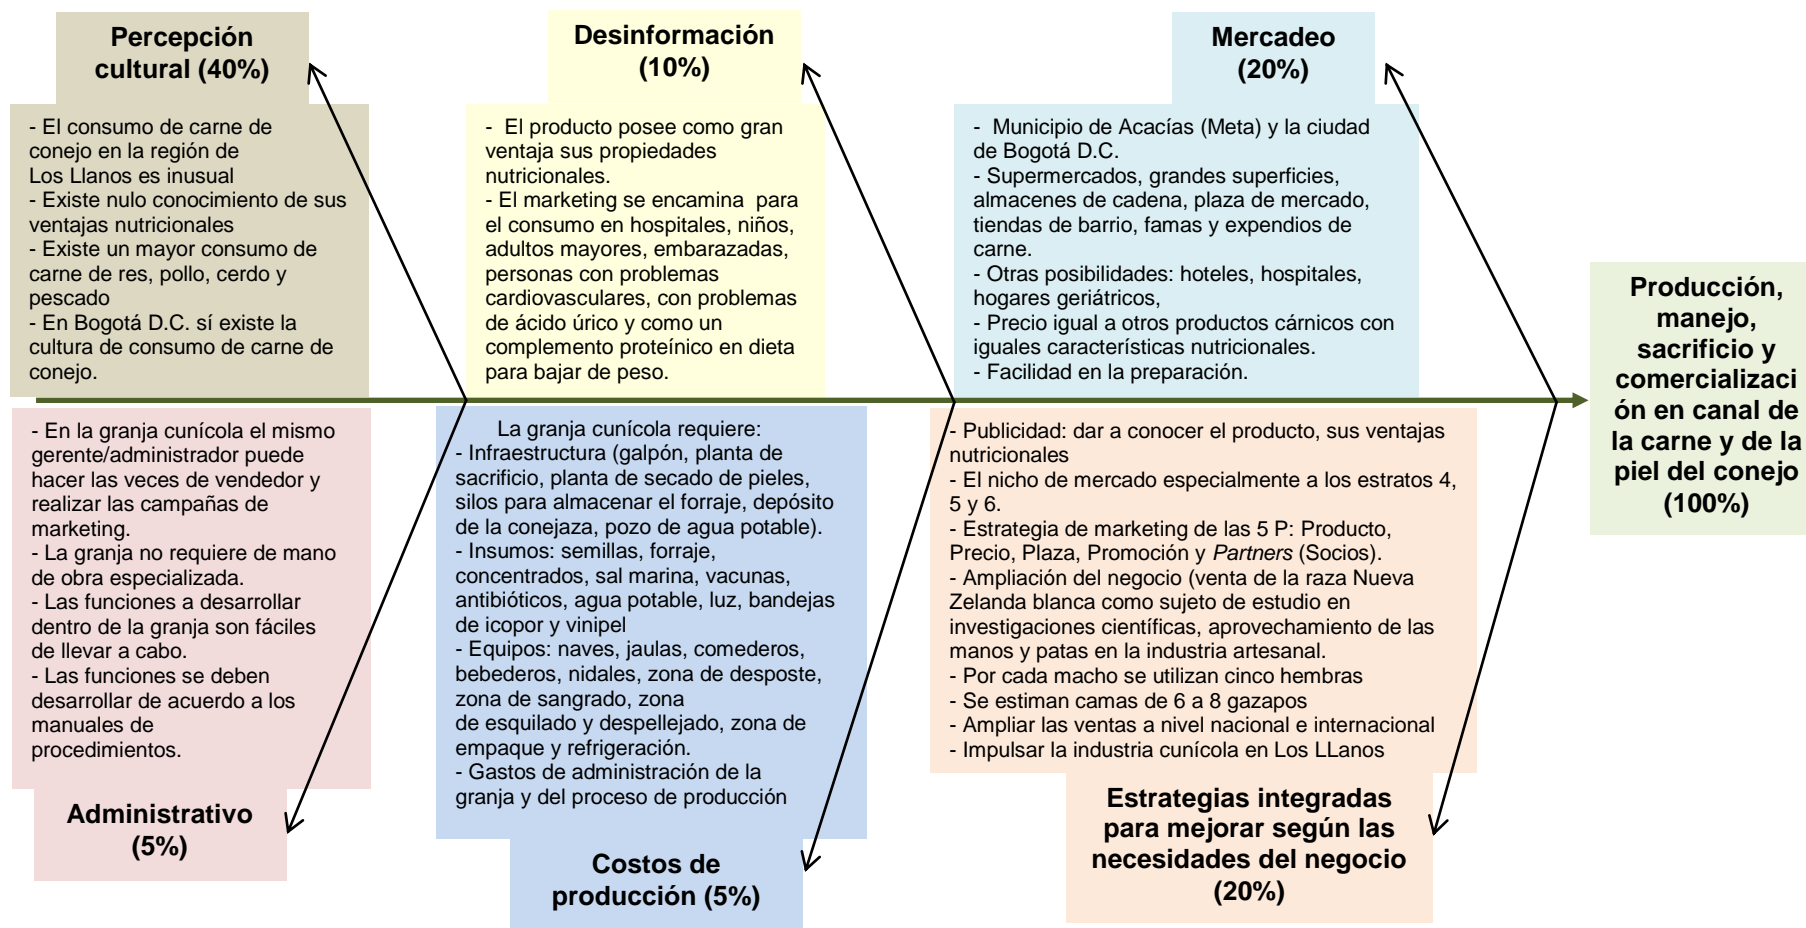 Percepción
cultural (40%)
- El consumo de carne de
conejo en la región de
Los Llanos es inusual
- Existe nulo conocimiento de sus
ventajas nutricionales
- Existe un mayor consumo de
carne de res, pollo, cerdo y
pescado
- En Bogotá D.C. sí existe la
cultura de consumo de carne de
conejo.
Desinformación
(10%)
- El producto posee como gran
ventaja sus propiedades
nutricionales.
- El marketing se encamina para
el consumo en hospitales, niños,
adultos mayores, embarazadas,
personas con problemas
cardiovasculares, con problemas
de ácido úrico y como un
complemento proteínico en dieta
para bajar de peso.
Mercadeo
(20%)
- Municipio de Acacías (Meta) y la ciudad
de Bogotá D.C.
- Supermercados, grandes superficies,
almacenes de cadena, plaza de mercado,
tiendas de barrio, famas y expendios de
carne.
- Otras posibilidades: hoteles, hospitales,
hogares geriátricos,
- Precio igual a otros productos cárnicos con
iguales características nutricionales.
- Facilidad en la preparación.
Producción,
manejo,
sacrificio y
comercializaci
ón en canal de
la carne y de la
piel del conejo
(100%)
- En la granja cunícola el mismo
gerente/administrador puede
hacer las veces de vendedor y
realizar las campañas de
marketing.
- La granja no requiere de mano
de obra especializada.
- Las funciones a desarrollar
dentro de la granja son fáciles
de llevar a cabo.
- Las funciones se deben
desarrollar de acuerdo a los
manuales de
procedimientos.
Administrativo
(5%)
La granja cunícola requiere:
- Infraestructura (galpón, planta de
sacrificio, planta de secado de pieles,
silos para almacenar el forraje, depósito
de la conejaza, pozo de agua potable).
- Insumos: semillas, forraje,
concentrados, sal marina, vacunas,
antibióticos, agua potable, luz, bandejas
de icopor y vinipel
- Equipos: naves, jaulas, comederos,
bebederos, nidales, zona de desposte,
zona de sangrado, zona
de esquilado y despellejado, zona de
empaque y refrigeración.
- Gastos de administración de la
granja y del proceso de producción
Costos de
producción (5%)
- Publicidad: dar a conocer el producto, sus ventajas
nutricionales
- El nicho de mercado especialmente a los estratos 4,
5 y 6.
- Estrategia de marketing de las 5 P: Producto,
Precio, Plaza, Promoción y Partners (Socios).
- Ampliación del negocio (venta de la raza Nueva
Zelanda blanca como sujeto de estudio en
investigaciones científicas, aprovechamiento de las
manos y patas en la industria artesanal.
- Por cada macho se utilizan cinco hembras
- Se estiman camas de 6 a 8 gazapos
- Ampliar las ventas a nivel nacional e internacional
- Impulsar la industria cunícola en Los LLanos
Estrategias integradas
para mejorar según las
necesidades del negocio
(20%)